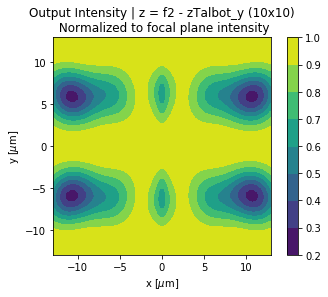 Output Intensity | z = f2 - zTalbot_y (10x10)
Normalized to focal plane intensity
10
5
0
−5
−10
y [μm]
−10 −5 0 5 10
x [μm]
1.0
0.9
0.8
0.7
0.6
0.5
0.4
0.3
0.2